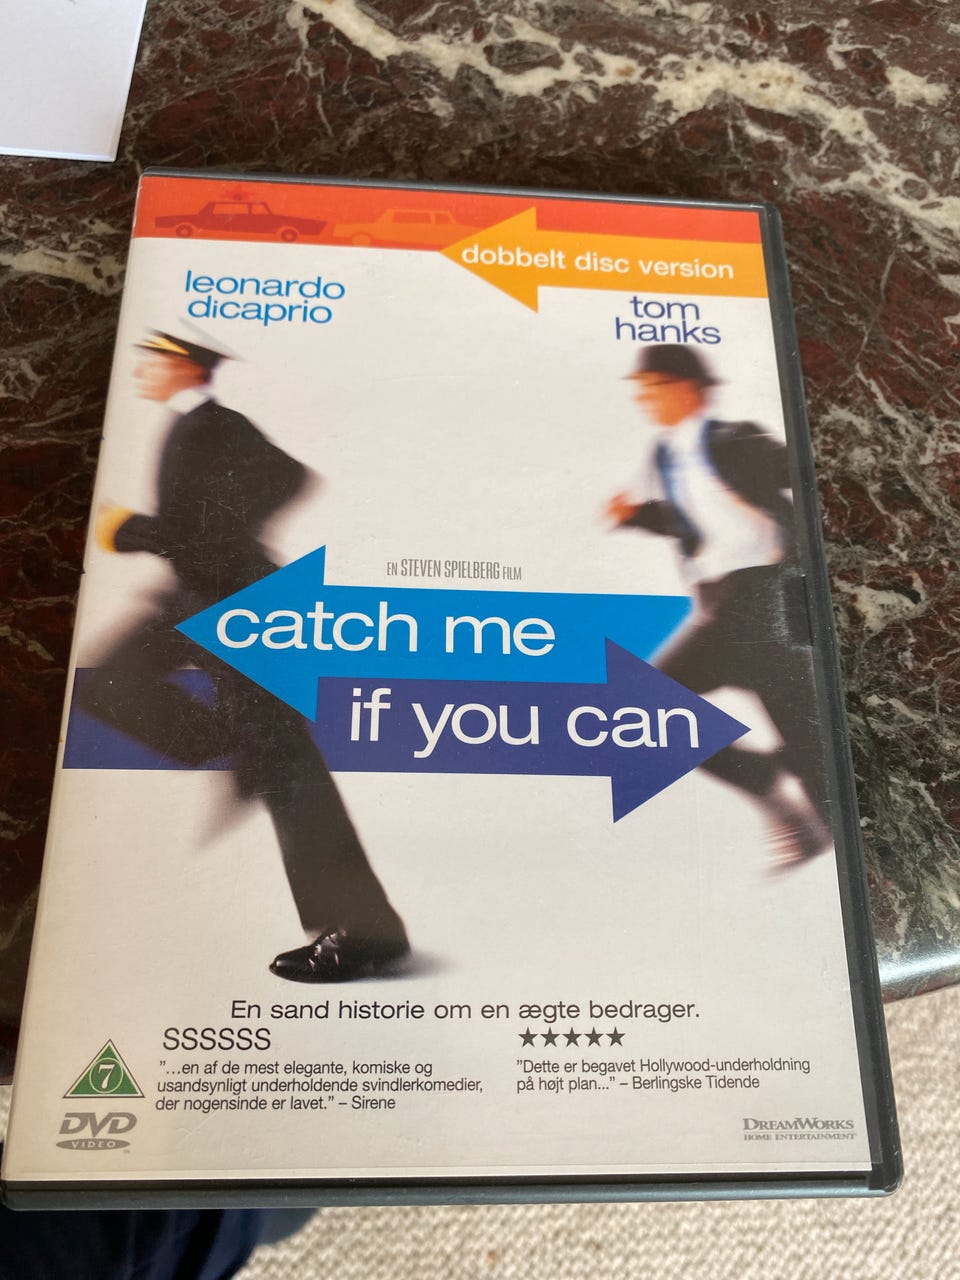 dobbelt disc version
leonardo
dicaprio
tom
hanks
EN STEVEN SPIELBERG FILM
catch me
if you can
En sand historie om en ægte bedrager.
SSSSSS
"...en af de mest elegante, komiske og
usandsynligt underholdende svindlerkomedier,
der nogensinde er lavet." – Sirene
★★★★★
"Dette er begavet Hollywood-underholdning
på højt plan..." – Berlingske Tidende
7
DVD
VIDEO
DREAMWORKS
HOME ENTERTAINMENT